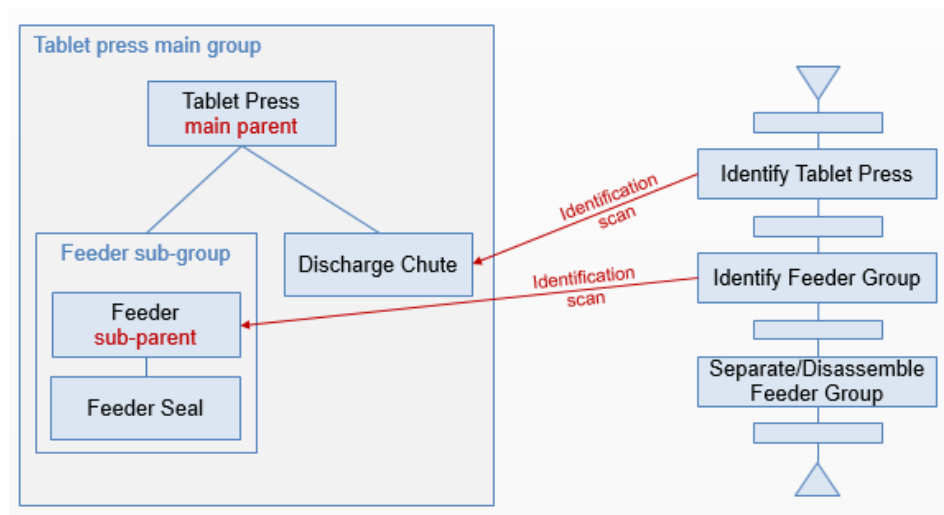 Tablet press main group
Tablet Press
main parent
Feeder sub-group
Discharge Chute
Feeder
sub-parent
Feeder Seal
Identification
scan
Identification
scan
Identify Tablet Press
Identify Feeder Group
Separate/Disassemble
Feeder Group